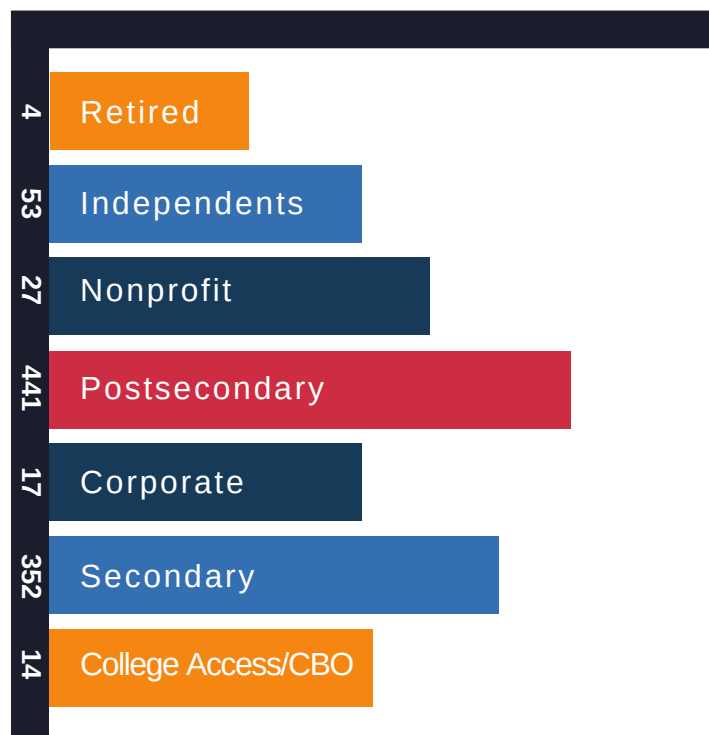 4
Retired
53
Independents
27
Nonprofit
441
Postsecondary
17
Corporate
352
Secondary
14
College Access/CBO